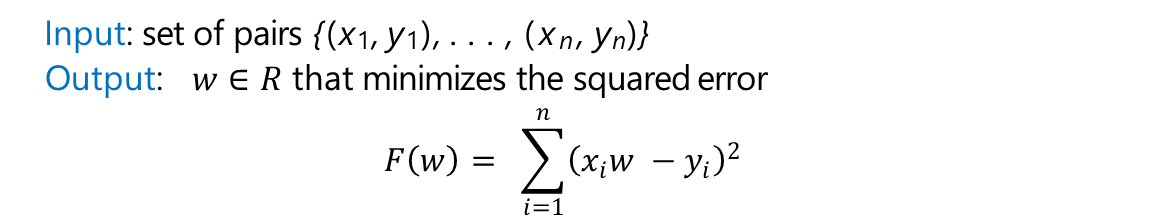 Input: set of pairs {(x1, y1), . . . , (xn, yn)}
Output: w ∈ R that minimizes the squared error
n
F(w) = ∑(xᵢw − yᵢ)²
i=1